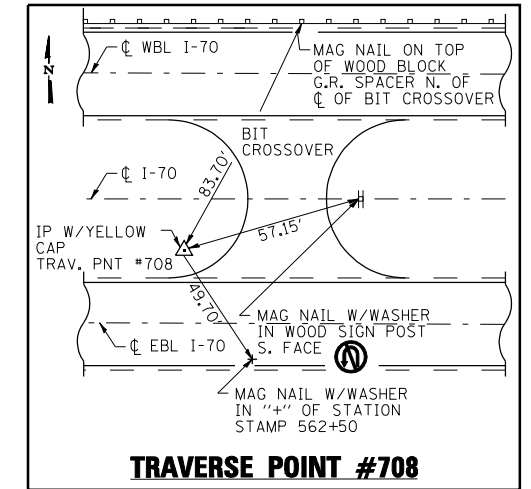 ℄ WBL I-70
MAG NAIL ON TOP
OF WOOD BLOCK
G.R. SPACER N. OF
℄ OF BIT CROSSOVER
N
BIT
CROSSOVER
℄ I-70
83.70'
57.15'
IP W/YELLOW
CAP
TRAV. PNT #708
49.70'
MAG NAIL W/WASHER
IN WOOD SIGN POST
S. FACE
℄ EBL I-70
MAG NAIL W/WASHER
IN "+" OF STATION
STAMP 562+50
TRAVERSE POINT #708